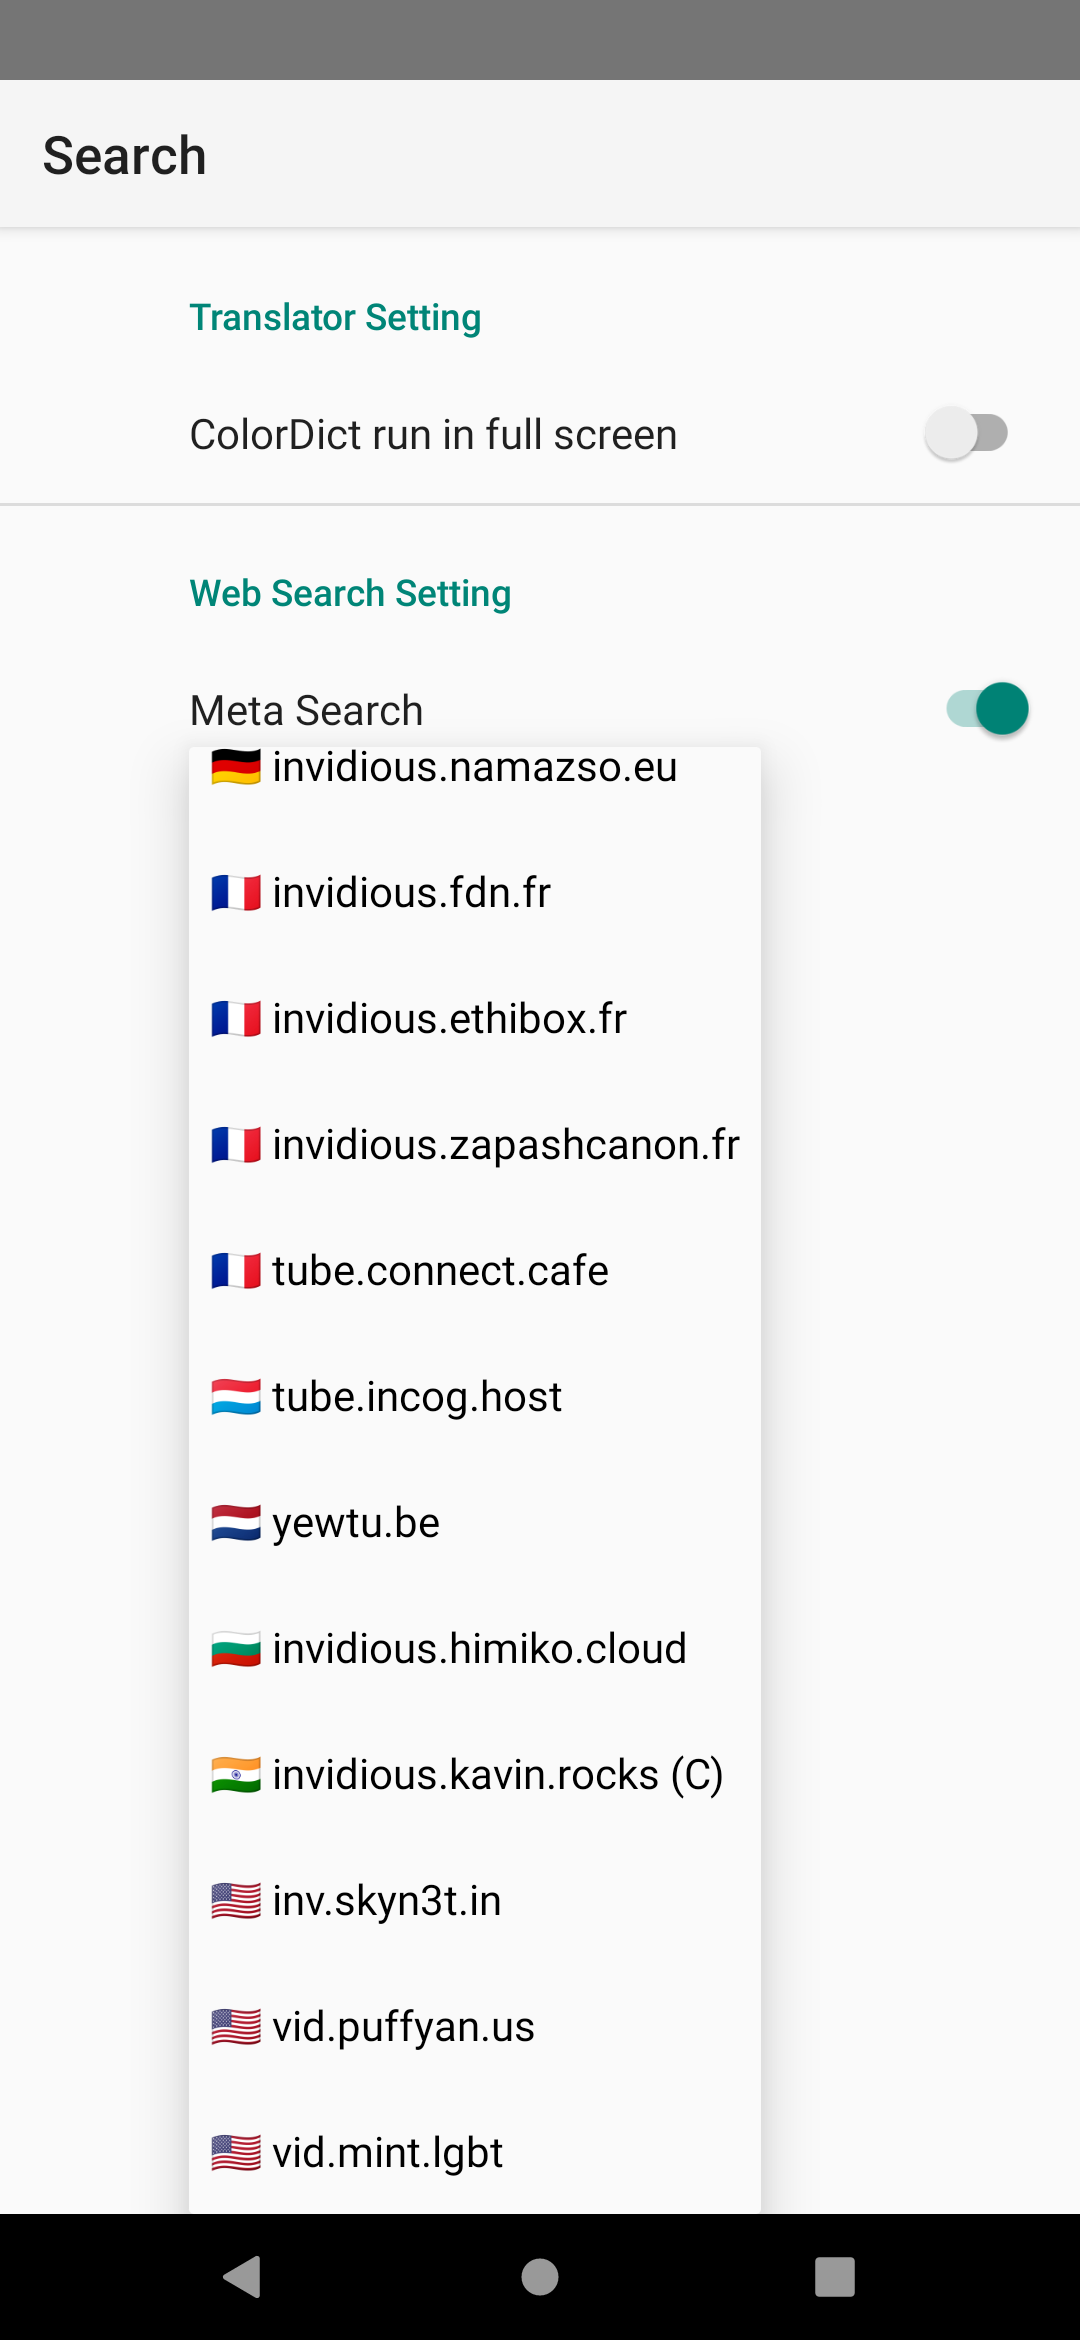 Search
Translator Setting
ColorDict run in full screen
Web Search Setting
Meta Search
🇩🇪 invidious.namazso.eu
🇫🇷 invidious.fdn.fr
🇫🇷 invidious.ethibox.fr
🇫🇷 invidious.zapashcanon.fr
🇫🇷 tube.connect.cafe
🇱🇺 tube.incog.host
🇳🇱 yewtu.be
🇧🇬 invidious.himiko.cloud
🇮🇳 invidious.kavin.rocks (C)
🇺🇸 inv.skyn3t.in
🇺🇸 vid.puffyan.us
🇺🇸 vid.mint.lgbt